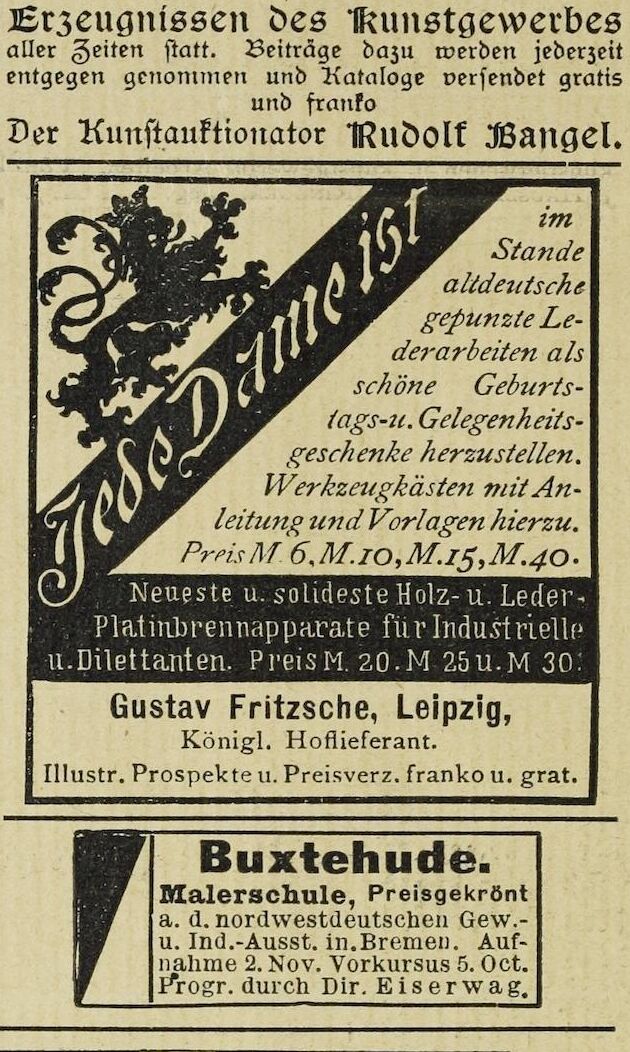 Erzeugnissen des Kunstgewerbes
aller Zeiten statt. Beiträge dazu werden jederzeit
entgegen genommen und Kataloge versendet gratis
und franko
Der Kunstauktionator Rudolf Bangel.
Jede Dame ist
im
Stande
altdeutsche
gepunzte Le-
derarbeiten als
schöne Geburts-
tags-u. Gelegenheits-
geschenke herzustellen.
Werkzeugkästen mit An-
leitung und Vorlagen hierzu.
Preis M. 6, M. 10, M. 15, M. 40.
Neueste u. solideste Holz- u. Leder-
Platinbrennapparate für Industrielle
u. Dilettanten. Preis M. 20. M 25 u. M 30.
Gustav Fritzsche, Leipzig,
Königl. Hoflieferant.
Illustr. Prospekte u. Preisverz. franko u. grat.
Buxtehude.
Malerschule, Preisgekrönt
a. d. nordwestdeutschen Gew.-
u. Ind.-Ausst. in Bremen. Auf-
nahme 2. Nov. Vorkursus 5. Oct.
Progr. durch Dir. Eiserwag.